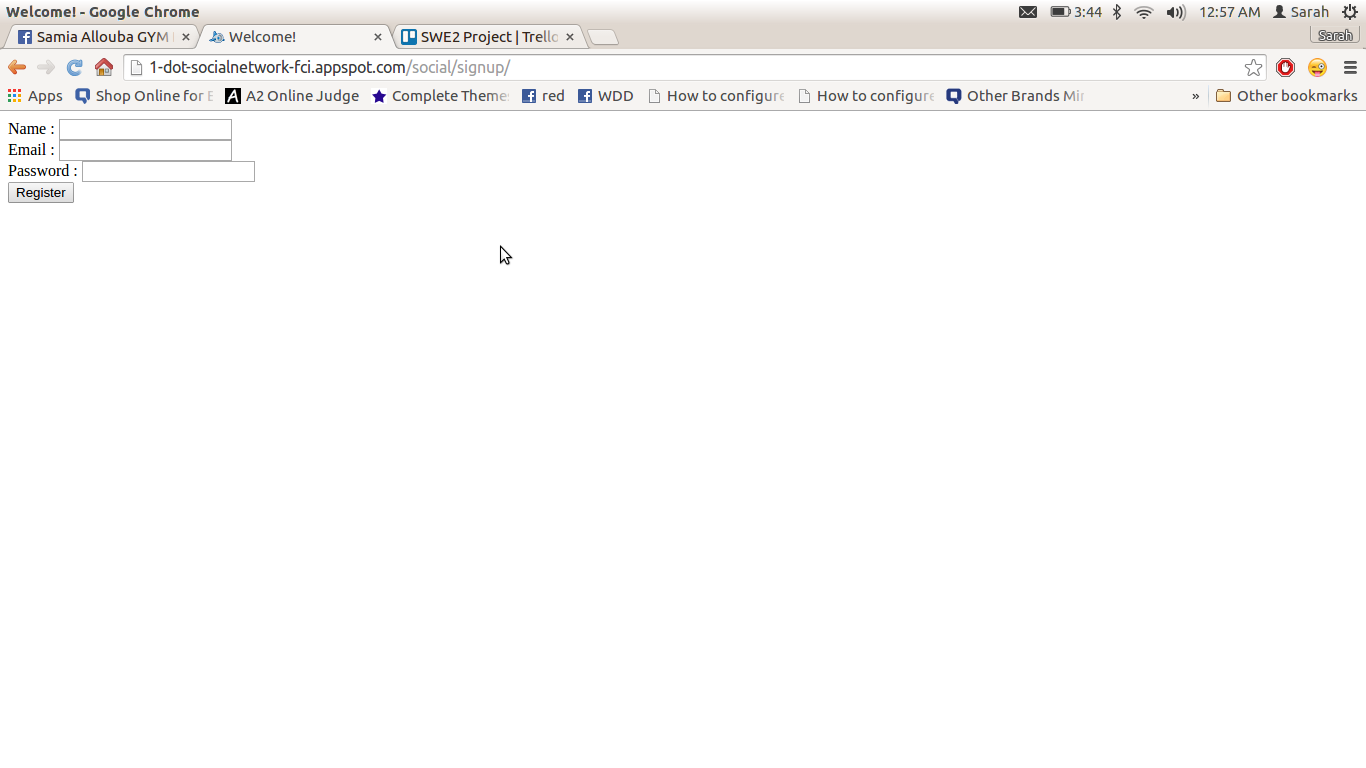 Welcome! - Google Chrome 3:44 12:57 AM Sarah
Samia Allouba GYM Welcome! SWE2 Project | Trello Sarah
1-dot-socialnetwork-fci.appspot.com/social/signup/
Apps Shop Online for A2 Online Judge Complete Themes red WDD How to configure How to configure Other Brands » Other bookmarks
Name :
Email :
Password :
Register